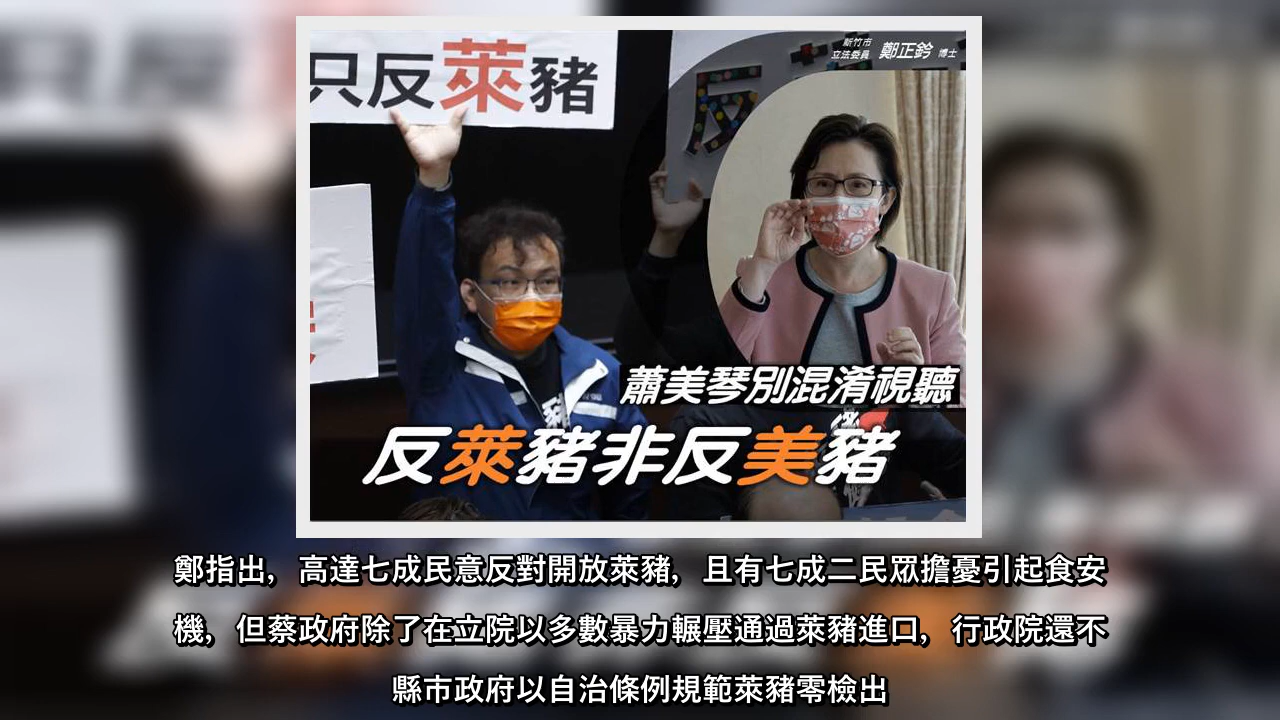 只反萊豬
反
新竹市
立法委員 鄭正鈐 博士
蕭美琴別混淆視聽
反萊豬非反美豬
鄭指出，高達七成民意反對開放萊豬，且有七成二民眾擔憂引起食安
機，但蔡政府除了在立院以多數暴力輾壓通過萊豬進口，行政院還不
縣市政府以自治條例規範萊豬零檢出